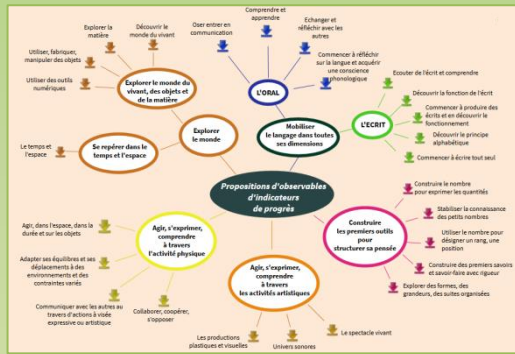 Explorer la
matière
Découvrir le
monde du vivant
Utiliser, fabriquer,
manipuler des objets
Utiliser des outils
numériques
Explorer le monde du
vivant, des objets
et de la matière
Explorer
le monde
Se repérer dans
le temps et l'espace
Le temps et
l'espace
Oser entrer en
communication
Comprendre et
apprendre
Echanger et
réfléchir avec les
autres
Commencer à réfléchir
sur la langue et acquérir
une conscience
phonologique
L'ORAL
Mobiliser
le langage dans toutes
ses dimensions
L'ECRIT
Ecouter de l'écrit et comprendre
Découvrir la fonction de l'écrit
Commencer à produire des
écrits et en découvrir le
fonctionnement
Découvrir le principe
alphabétique
Commencer à écrire tout seul
Propositions d'observables
d'indicateurs
de progrès
Construire
les premiers outils
pour
structurer sa pensée
Construire le nombre
pour exprimer les quantités
Stabiliser la connaissance
des petits nombres
Utiliser le nombre pour
désigner un rang, une
position
Construire des premiers savoirs
et savoir-faire avec rigueur
Explorer des formes, des
grandeurs, des suites organisées
Agir, s'exprimer,
comprendre
à travers
l'activité physique
Agir, dans l'espace, dans la
durée et sur les objets
Adapter ses équilibres et ses
déplacements à des
environnements et des
contraintes variés
Communiquer avec les autres au
travers d'actions à visée
expressive ou artistique
Collaborer, coopérer,
s'opposer
Agir, s'exprimer,
comprendre
à travers
les activités artistiques
Les productions
plastiques et visuelles
Univers sonores
Le spectacle vivant